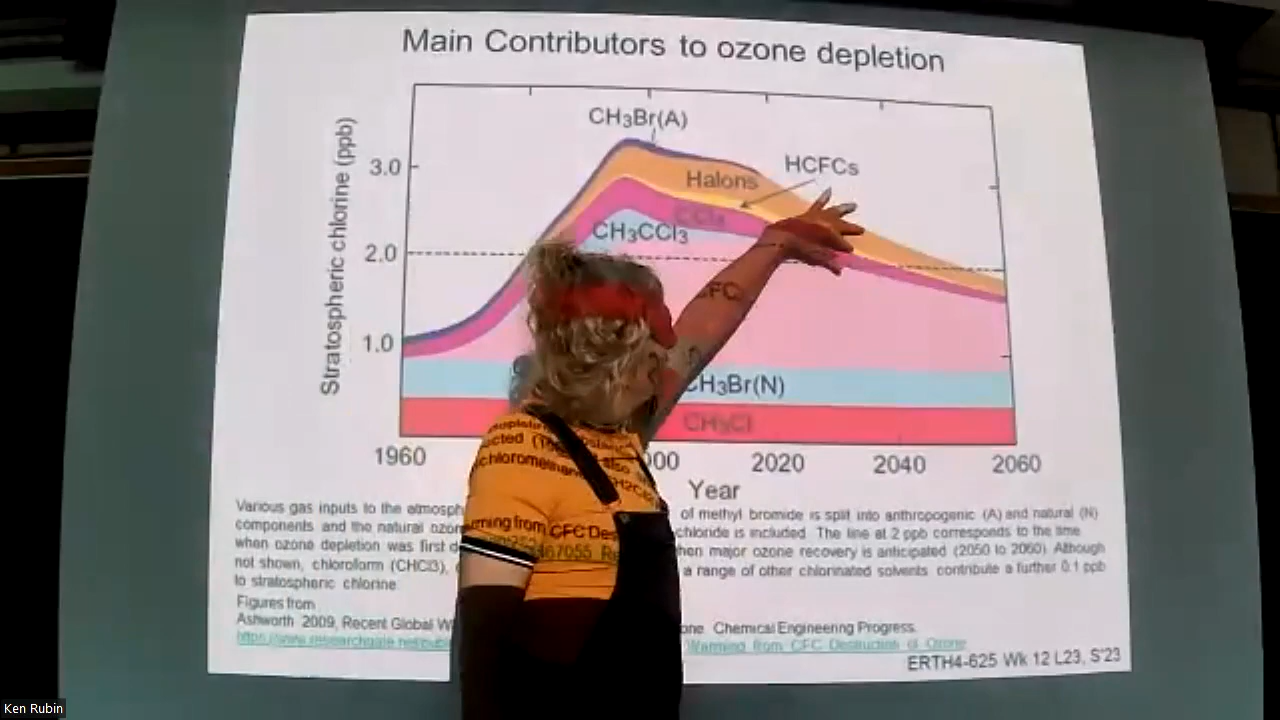 Main Contributors to ozone depletion
CH₃Br(A)
HCFCs
Halons
CCl₄
CH₃CCl₃
3.0
2.0
1.0
Stratospheric chlorine (ppb)
CH₃Br(N)
CH₃Cl
1960
2020
2040
2060
Year
Various gas inputs to the of methyl bromide is split into anthropogenic (A) and natural (N)
components and the natural chloride is included. The line at 2 ppb corresponds to the time
when ozone depletion was first major ozone recovery is anticipated (2050 to 2060). Although
not shown, chloroform (CHCl3), a range of other chlorinated solvents contribute a further 0.1 ppb
to stratospheric chlorine.
Figures from
Ashworth 2009, Recent Global Chemical Engineering Progress.
Warming_from_CFC_Destruction_of_Ozone
ERTH4-625 Wk 12 L23, S'23
Ken Rubin